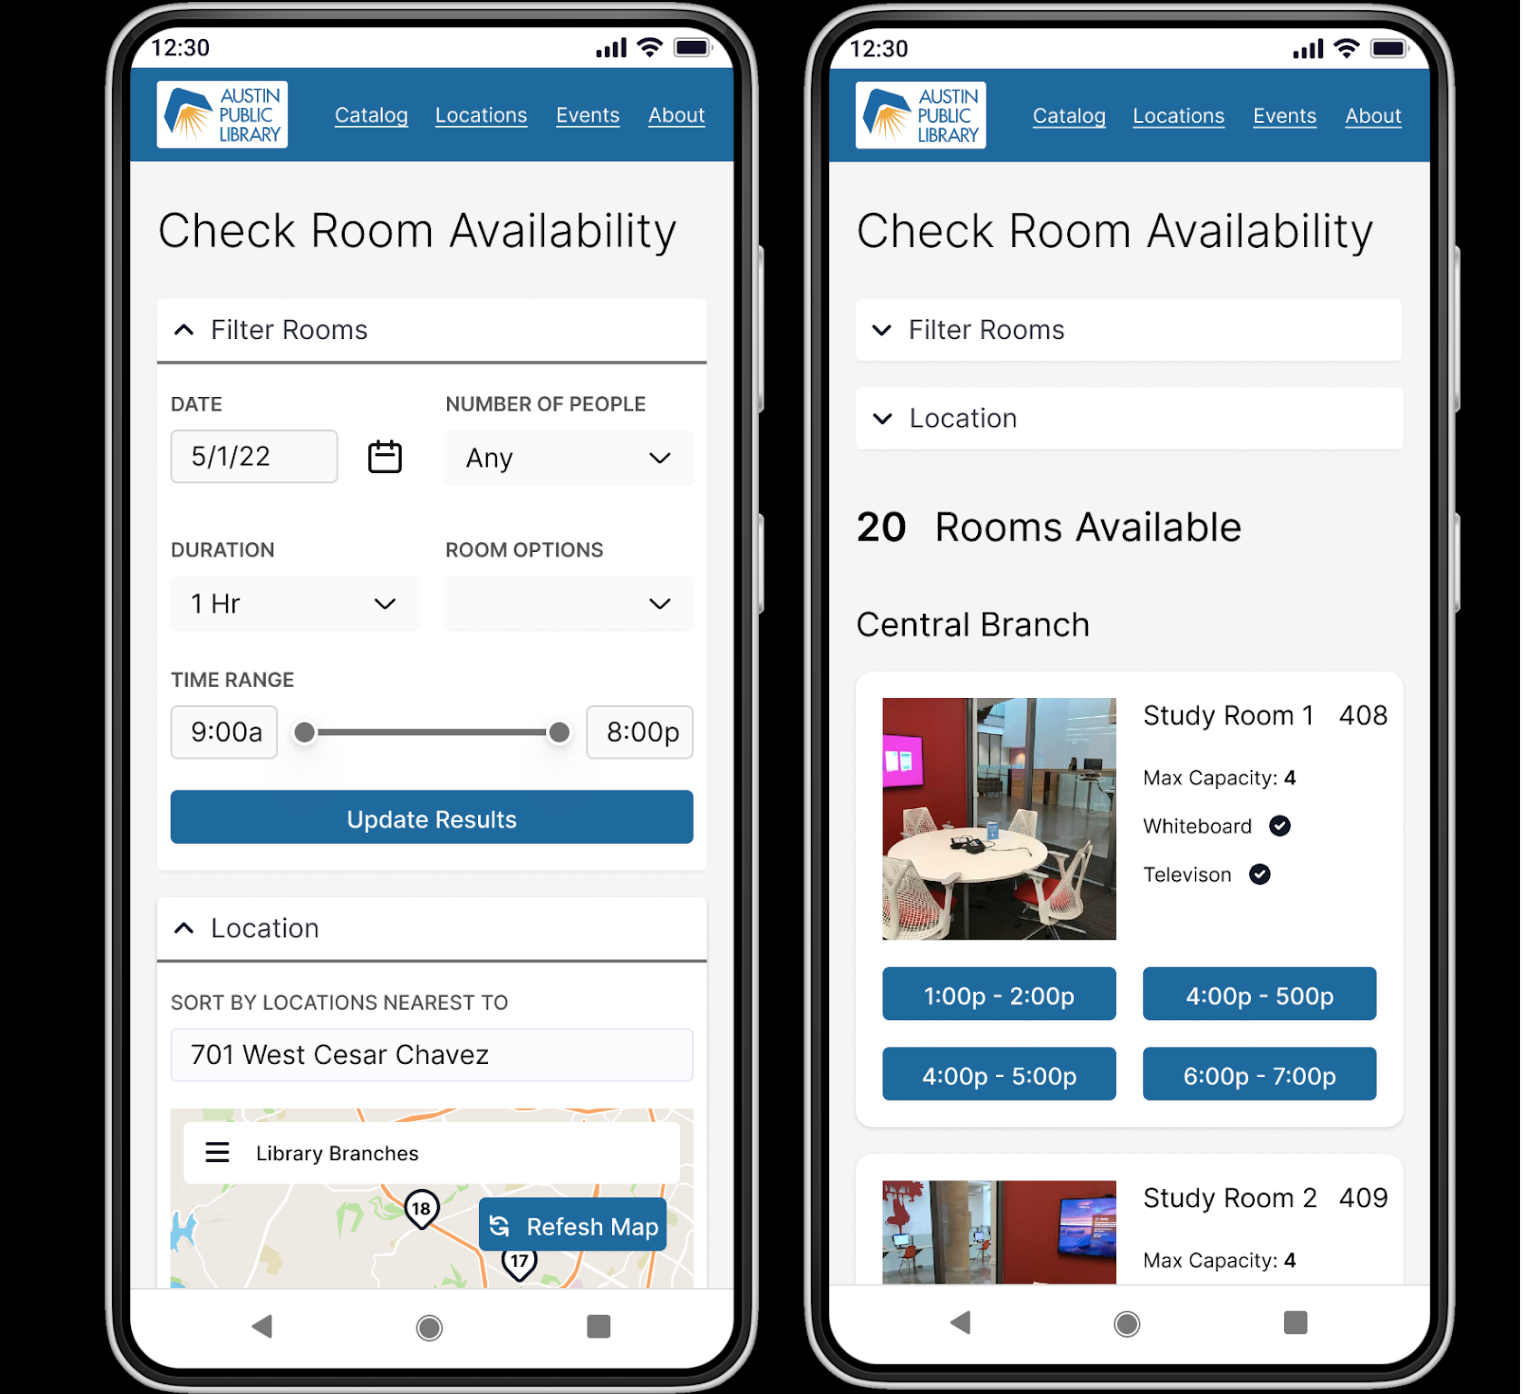 12:30
AUSTIN
PUBLIC
LIBRARY
Catalog Locations Events About
Check Room Availability
Filter Rooms
DATE NUMBER OF PEOPLE
5/1/22 Any
DURATION ROOM OPTIONS
1 Hr
TIME RANGE
9:00a 8:00p
Update Results
Location
SORT BY LOCATIONS NEAREST TO
701 West Cesar Chavez
Library Branches
18
Refesh Map
17
12:30
AUSTIN
PUBLIC
LIBRARY
Catalog Locations Events About
Check Room Availability
Filter Rooms
Location
20 Rooms Available
Central Branch
Study Room 1 408
Max Capacity: 4
Whiteboard
Televison
1:00p - 2:00p 4:00p - 500p
4:00p - 5:00p 6:00p - 7:00p
Study Room 2 409
Max Capacity: 4